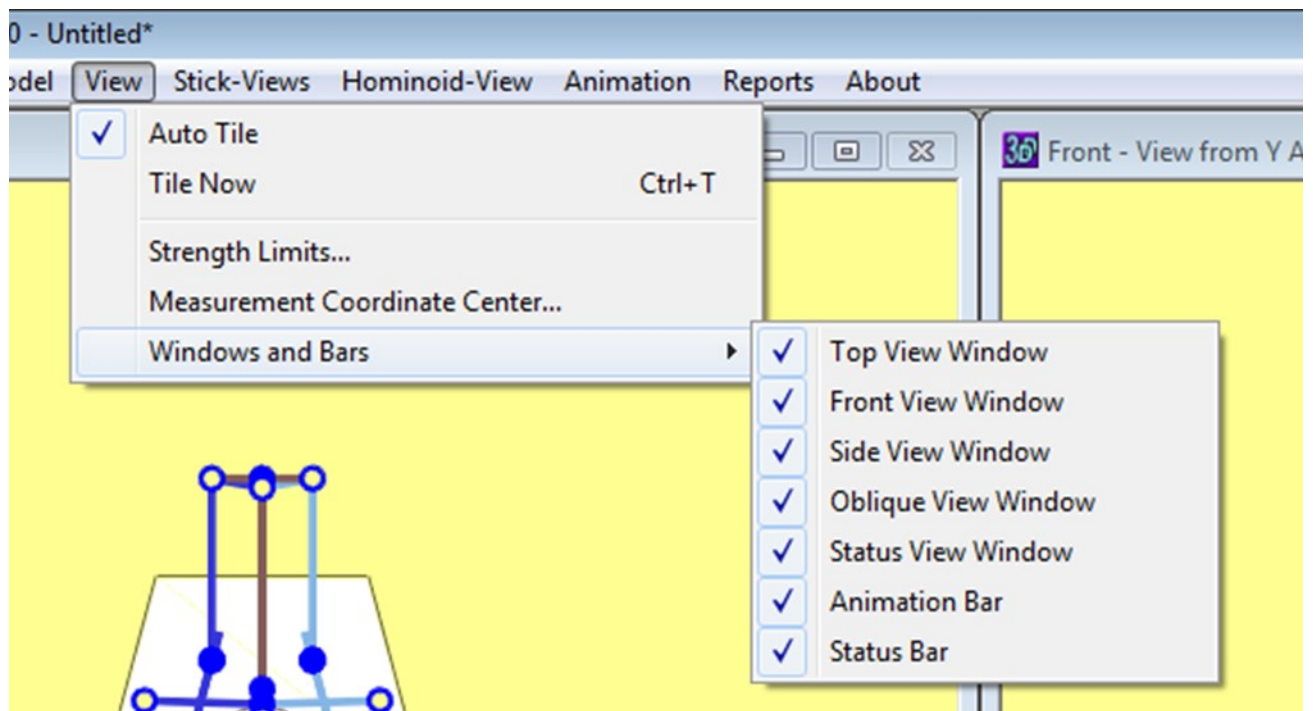 0 - Untitled*
odel View Stick-Views Hominoid-View Animation Reports About
Auto Tile
Tile Now Ctrl+T
Strength Limits...
Measurement Coordinate Center...
Windows and Bars
3D Front - View from Y A
Top View Window
Front View Window
Side View Window
Oblique View Window
Status View Window
Animation Bar
Status Bar